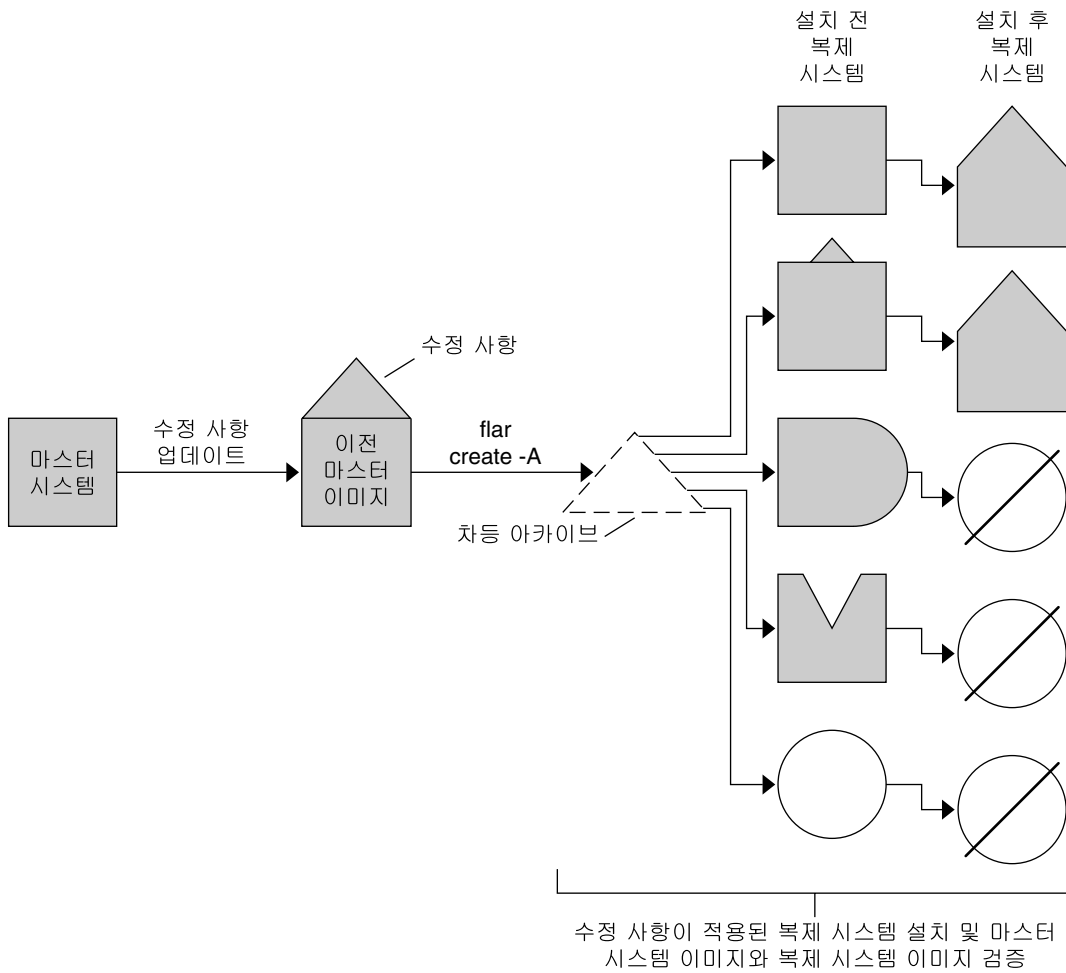 설치 전
복제
시스템
설치 후
복제
시스템
수정 사항
마스터
시스템
수정 사항
업데이트
이전
마스터
이미지
flar
create -A
차등 아카이브
수정 사항이 적용된 복제 시스템 설치 및 마스터
시스템 이미지와 복제 시스템 이미지 검증